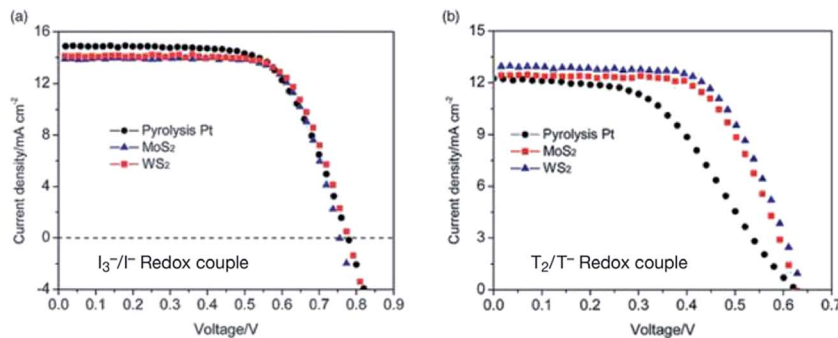 (a)
16
12
8
4
0
-4
Current density/mA cm⁻²
Pyrolysis Pt
MoS₂
WS₂
I₃⁻/I⁻ Redox couple
0.0 0.1 0.2 0.3 0.4 0.5 0.6 0.7 0.8 0.9
Voltage/V
(b)
15
12
9
6
3
0
Current density/mA cm⁻²
Pyrolysis Pt
MoS₂
WS₂
T₂/T⁻ Redox couple
0.0 0.1 0.2 0.3 0.4 0.5 0.6 0.7
Voltage/V